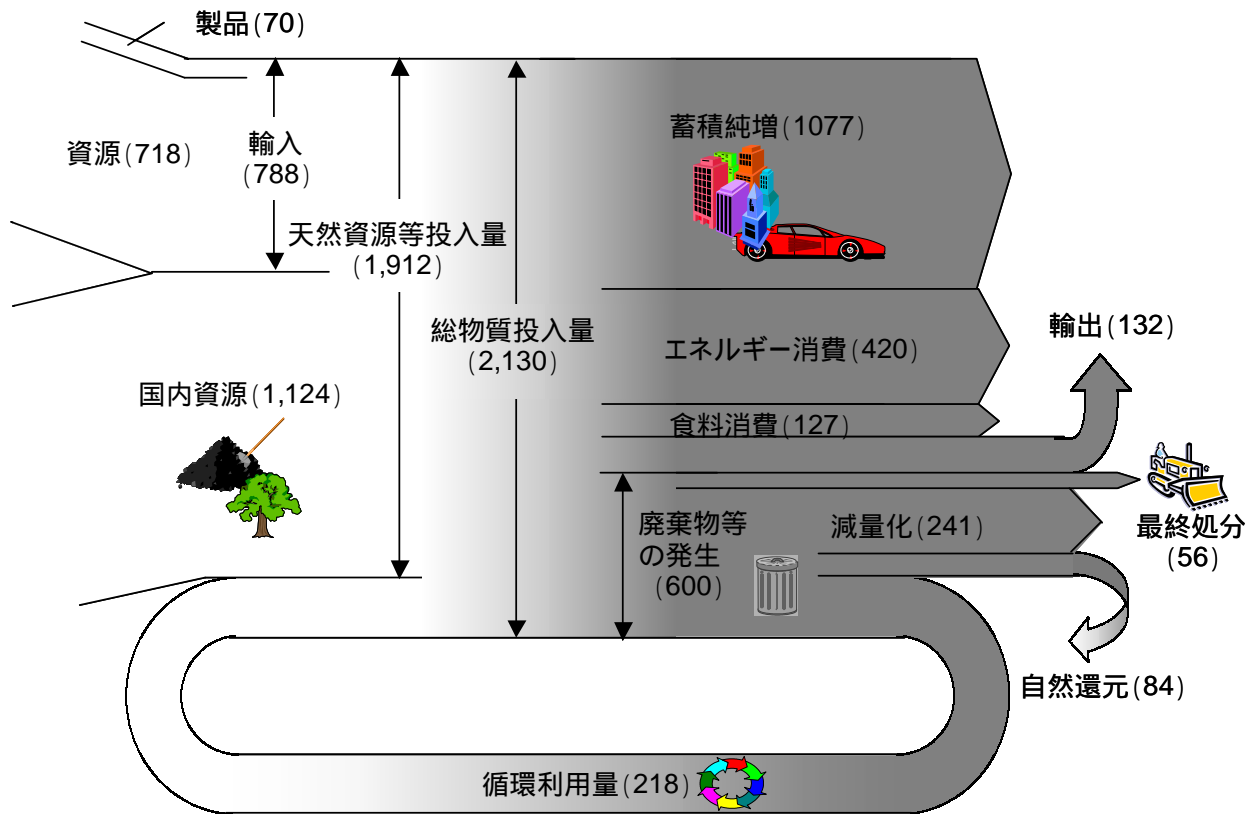 製品(70)
資源(718)
輸入
(788)
天然資源等投入量
(1,912)
総物質投入量
(2,130)
国内資源(1,124)
蓄積純増(1077)
エネルギー消費(420)
食料消費(127)
輸出(132)
廃棄物等
の発生
(600)
減量化(241)
最終処分
(56)
自然還元(84)
循環利用量(218)